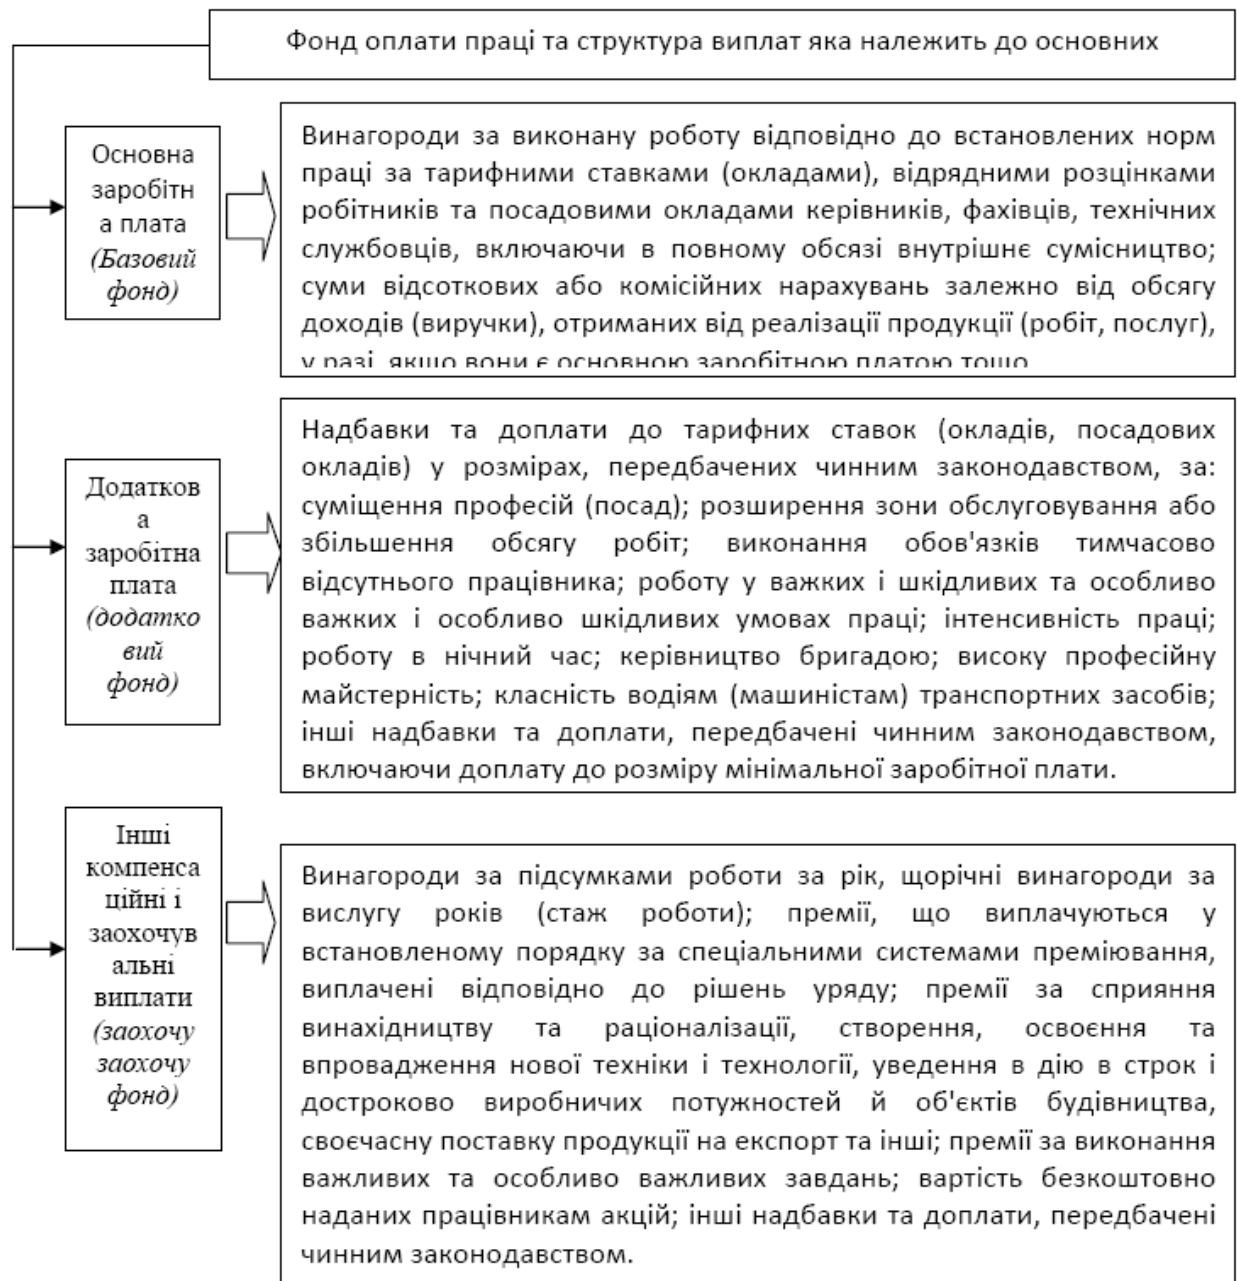 Фонд оплати праці та структура виплат яка належить до основних
Основна
заробітн
а плата
(Базовий
фонд)
Винагороди за виконану роботу відповідно до встановлених норм
праці за тарифними ставками (окладами), відрядними розцінками
робітників та посадовими окладами керівників, фахівців, технічних
службовців, включаючи в повному обсязі внутрішнє сумісництво;
суми відсоткових або комісійних нарахувань залежно від обсягу
доходів (виручки), отриманих від реалізації продукції (робіт, послуг),
у разі, якщо вони є основною заробітною платою тощо
Додатков
а
заробітна
плата
(додатко
вий
фонд)
Надбавки та доплати до тарифних ставок (окладів, посадових
окладів) у розмірах, передбачених чинним законодавством, за:
суміщення професій (посад); розширення зони обслуговування або
збільшення обсягу робіт; виконання обов'язків тимчасово
відсутнього працівника; роботу у важких і шкідливих та особливо
важких і особливо шкідливих умовах праці; інтенсивність праці;
роботу в нічний час; керівництво бригадою; високу професійну
майстерність; класність водіям (машиністам) транспортних засобів;
інші надбавки та доплати, передбачені чинним законодавством,
включаючи доплату до розміру мінімальної заробітної плати.
Інші
компенса
ційні і
заохочув
альні
виплати
(заохочу
заохочу
фонд)
Винагороди за підсумками роботи за рік, щорічні винагороди за
вислугу років (стаж роботи); премії, що виплачуються у
встановленому порядку за спеціальними системами преміювання,
виплачені відповідно до рішень уряду; премії за сприяння
винахідництву та раціоналізації, створення, освоєння та
впровадження нової техніки і технології, уведення в дію в строк і
достроково виробничих потужностей й об'єктів будівництва,
своєчасну поставку продукції на експорт та інші; премії за виконання
важливих та особливо важливих завдань; вартість безкоштовно
наданих працівникам акцій; інші надбавки та доплати, передбачені
чинним законодавством.